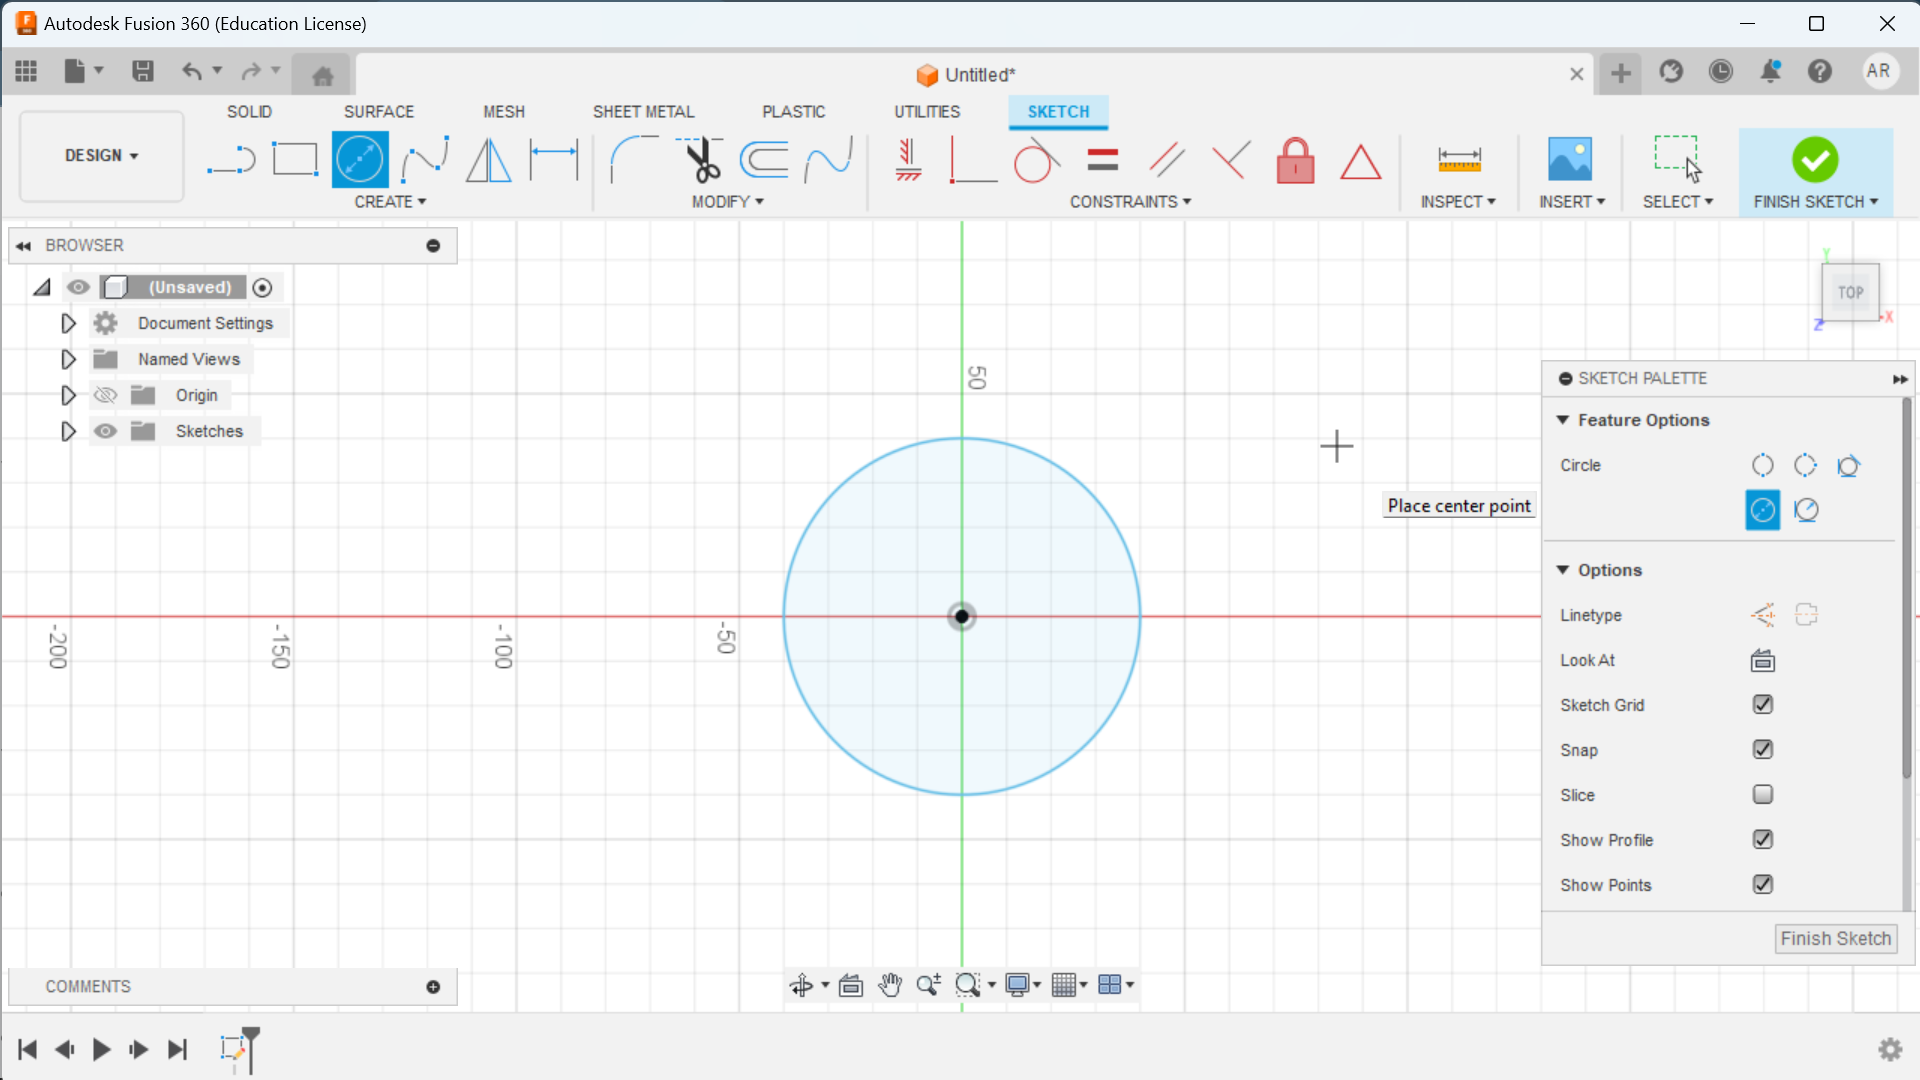 Autodesk Fusion 360 (Education License)
Untitled*
AR
DESIGN
SOLID
SURFACE
MESH
SHEET METAL
PLASTIC
UTILITIES
SKETCH
CREATE
MODIFY
CONSTRAINTS
INSPECT
INSERT
SELECT
FINISH SKETCH
BROWSER
(Unsaved)
Document Settings
Named Views
Origin
Sketches
50
-200
-150
-100
-50
Place center point
Y
TOP
X
Z
SKETCH PALETTE
Feature Options
Circle
Options
Linetype
Look At
Sketch Grid
Snap
Slice
Show Profile
Show Points
Finish Sketch
COMMENTS